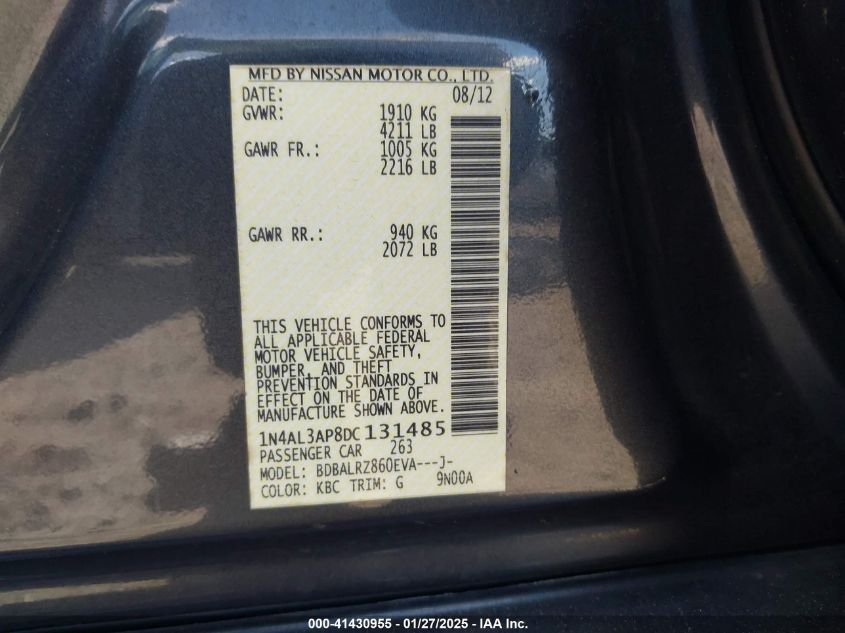 MFD BY NISSAN MOTOR CO., LTD.
DATE: 08/12
GVWR: 1910 KG
4211 LB
GAWR FR.: 1005 KG
2216 LB
GAWR RR.: 940 KG
2072 LB
THIS VEHICLE CONFORMS TO
ALL APPLICABLE FEDERAL
MOTOR VEHICLE SAFETY,
BUMPER, AND THEFT
PREVENTION STANDARDS IN
EFFECT ON THE DATE OF
MANUFACTURE SHOWN ABOVE.
1N4AL3AP8DC131485
PASSENGER CAR 263
MODEL: BDBALRZ860EVA---J-
COLOR: KBC TRIM: G 9N00A
000-41430955 - 01/27/2025 - IAA Inc.